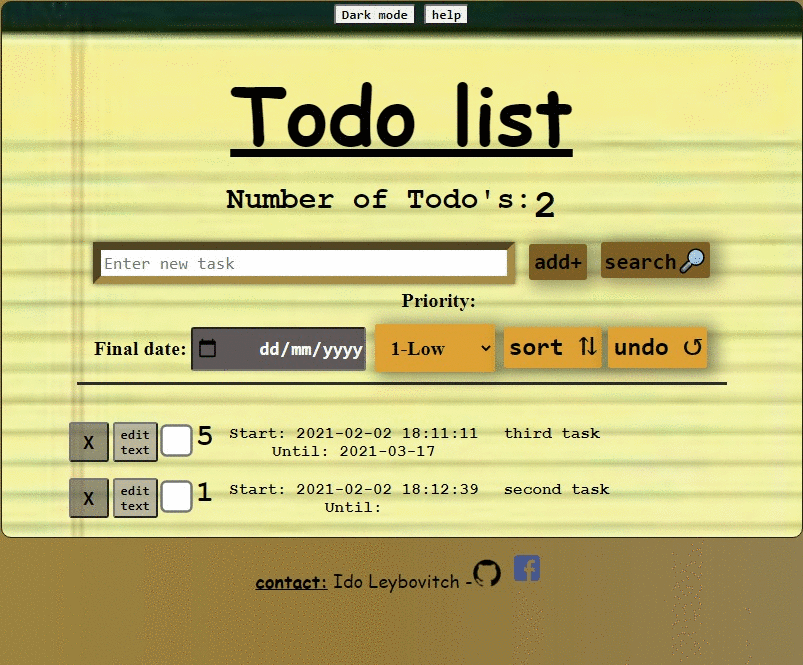 Dark mode help
Todo list
Number of Todo's:2
Enter new task add+ search
Priority:
Final date: dd/mm/yyyy 1-Low sort ⇅ undo ↺
X edit text 5 Start: 2021-02-02 18:11:11 third task
Until: 2021-03-17
X edit text 1 Start: 2021-02-02 18:12:39 second task
Until:
contact: Ido Leybovitch -